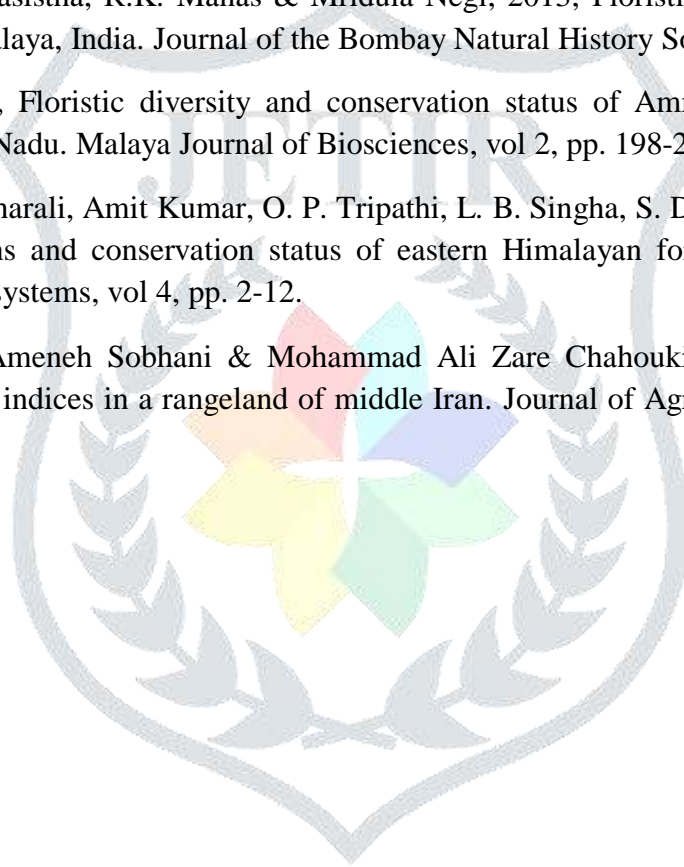 R.K. Manas & Mridula Negi, 2013, Floristi
alaya, India. Journal of the Bombay Natural History So
, Floristic diversity and conservation status of Am
Nadu. Malaya Journal of Biosciences, vol 2, pp. 198-2
JETIR
harali, Amit Kumar, O. P. Tripathi, L. B. Singha, S. D
ns and conservation status of eastern Himalayan for
systems, vol 4, pp. 2-12.
Ameneh Sobhani & Mohammad Ali Zare Chahouki
indices in a rangeland of middle Iran. Journal of Ag